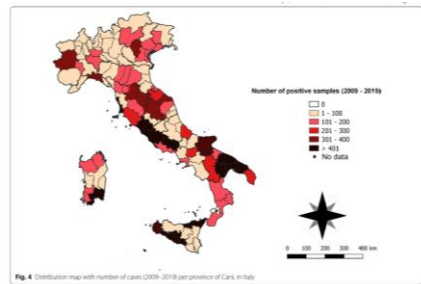 Number of positive samples (2009 - 2019)
0
1 - 100
101 - 200
201 - 300
301 - 400
> 401
No data
0 100 200 300 400 km
Fig. 4 Distribution map with number of cases (2009–2019) per province of CanL in Italy